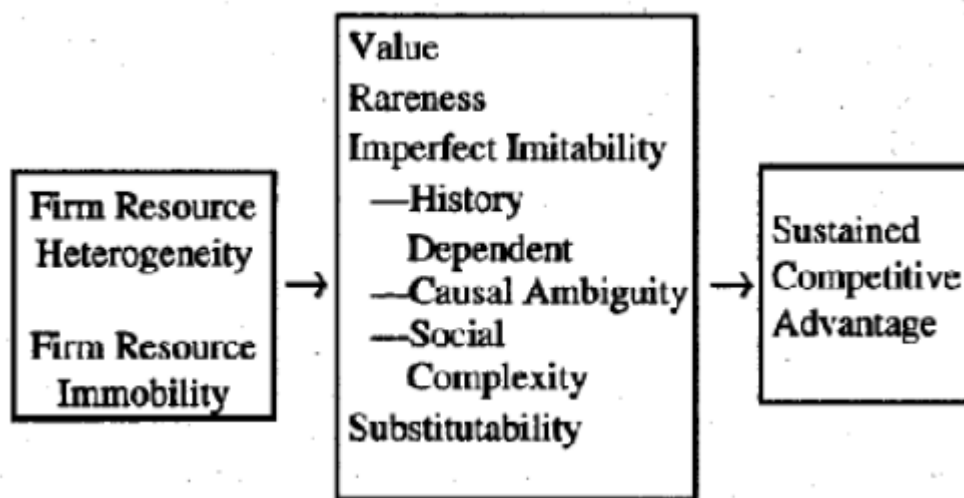 Firm Resource
Heterogeneity
Firm Resource
Immobility
→
Value
Rareness
Imperfect Imitability
—History
Dependent
—Causal Ambiguity
—Social
Complexity
Substitutability
→
Sustained
Competitive
Advantage